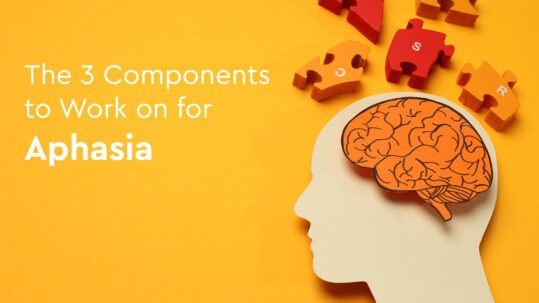 The 3 Components
to Work on for
Aphasia
C
S
R